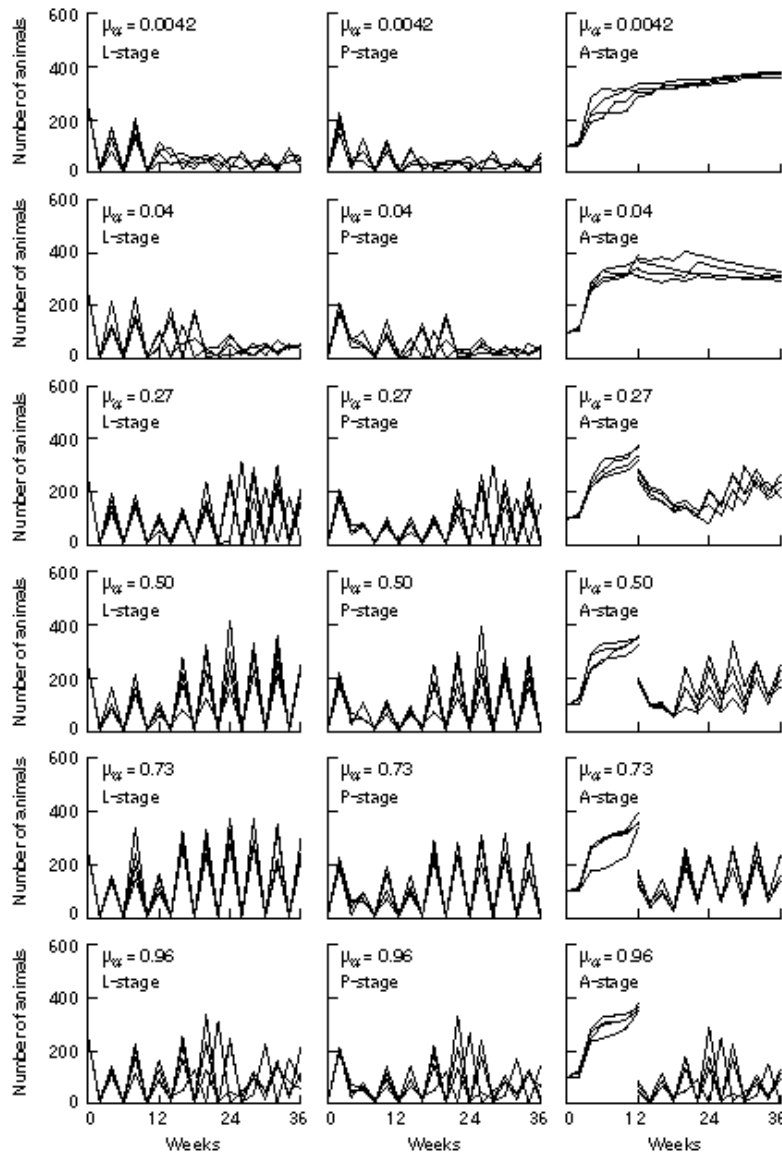 Number of animals
600
400
200
0
μα = 0.0042
L-stage
μα = 0.0042
P-stage
μα = 0.0042
A-stage
Number of animals
600
400
200
0
μα = 0.04
L-stage
μα = 0.04
P-stage
μα = 0.04
A-stage
Number of animals
600
400
200
0
μα = 0.27
L-stage
μα = 0.27
P-stage
μα = 0.27
A-stage
Number of animals
600
400
200
0
μα = 0.50
L-stage
μα = 0.50
P-stage
μα = 0.50
A-stage
Number of animals
600
400
200
0
μα = 0.73
L-stage
μα = 0.73
P-stage
μα = 0.73
A-stage
Number of animals
600
400
200
0
μα = 0.96
L-stage
μα = 0.96
P-stage
μα = 0.96
A-stage
0 12 24 36
0 12 24 36
0 12 24 36
Weeks
Weeks
Weeks